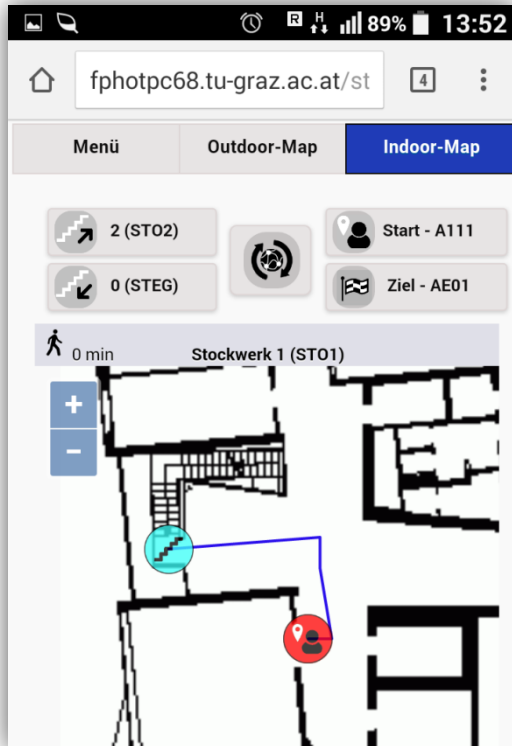 R H 89% 13:52
fphotpc68.tu-graz.ac.at/st 4
Menü Outdoor-Map Indoor-Map
2 (STO2) Start - A111
0 (STEG) Ziel - AE01
0 min Stockwerk 1 (STO1)
+
−